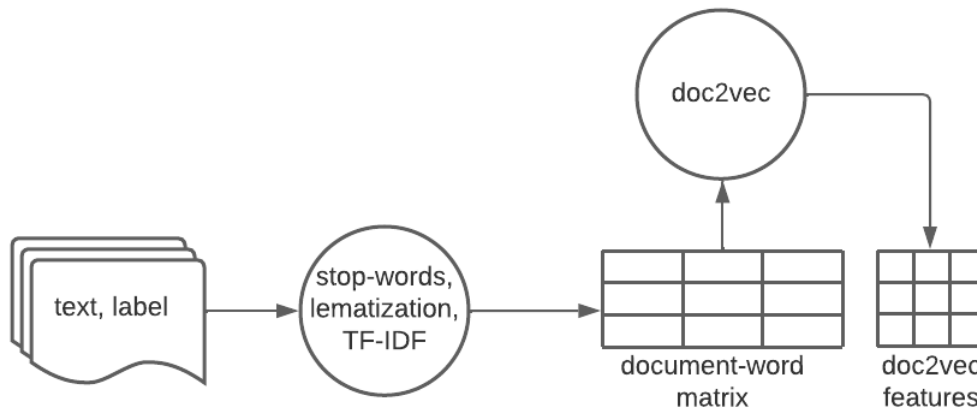 text, label
stop-words,
lematization,
TF-IDF
document-word
matrix
doc2vec
doc2vec
features